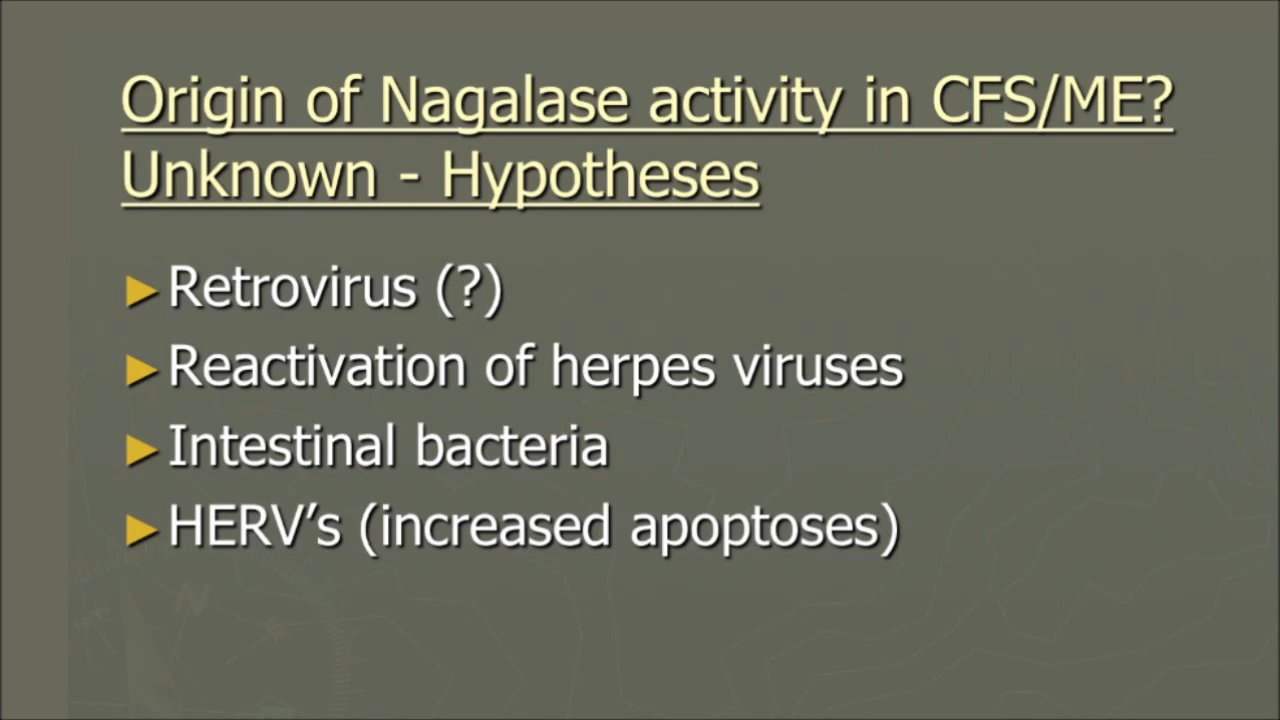 Origin of Nagalase activity in CFS/ME?
Unknown - Hypotheses
►Retrovirus (?)
►Reactivation of herpes viruses
►Intestinal bacteria
►HERV’s (increased apoptoses)
N